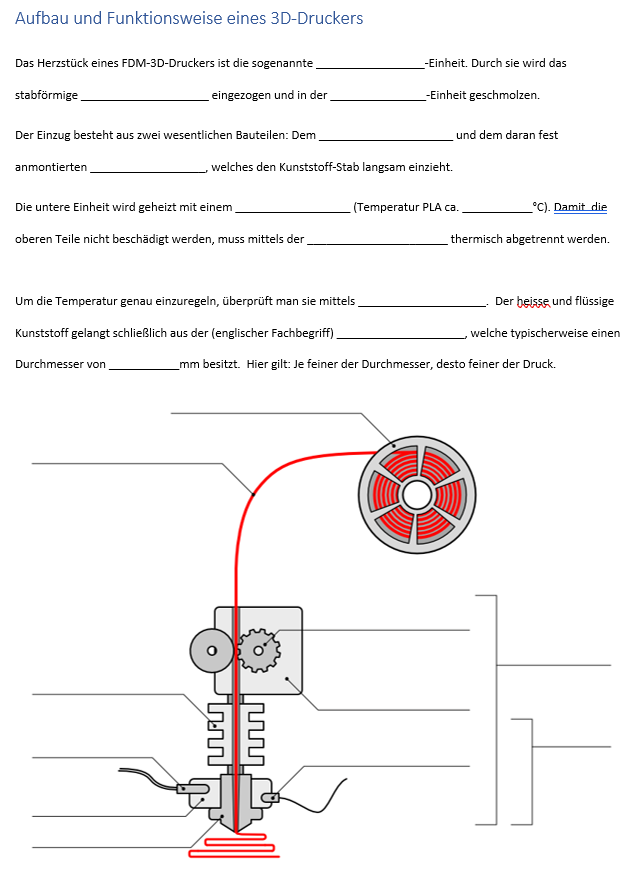 Aufbau und Funktionsweise eines 3D-Druckers
Das Herzstück eines FDM-3D-Druckers ist die sogenannte __________________-Einheit. Durch sie wird das
stabförmige _____________________ eingezogen und in der ________________-Einheit geschmolzen.
Der Einzug besteht aus zwei wesentlichen Bauteilen: Dem ______________________ und dem daran fest
anmontierten ___________________, welches den Kunststoff-Stab langsam einzieht.
Die untere Einheit wird geheizt mit einem ___________________ (Temperatur PLA ca. ____________°C). Damit die
oberen Teile nicht beschädigt werden, muss mittels der _______________________ thermisch abgetrennt werden.
Um die Temperatur genau einzuregeln, überprüft man sie mittels _____________________. Der heisse und flüssige
Kunststoff gelangt schließlich aus der (englischer Fachbegriff) _____________________, welche typischerweise einen
Durchmesser von ____________mm besitzt. Hier gilt: Je feiner der Durchmesser, desto feiner der Druck.